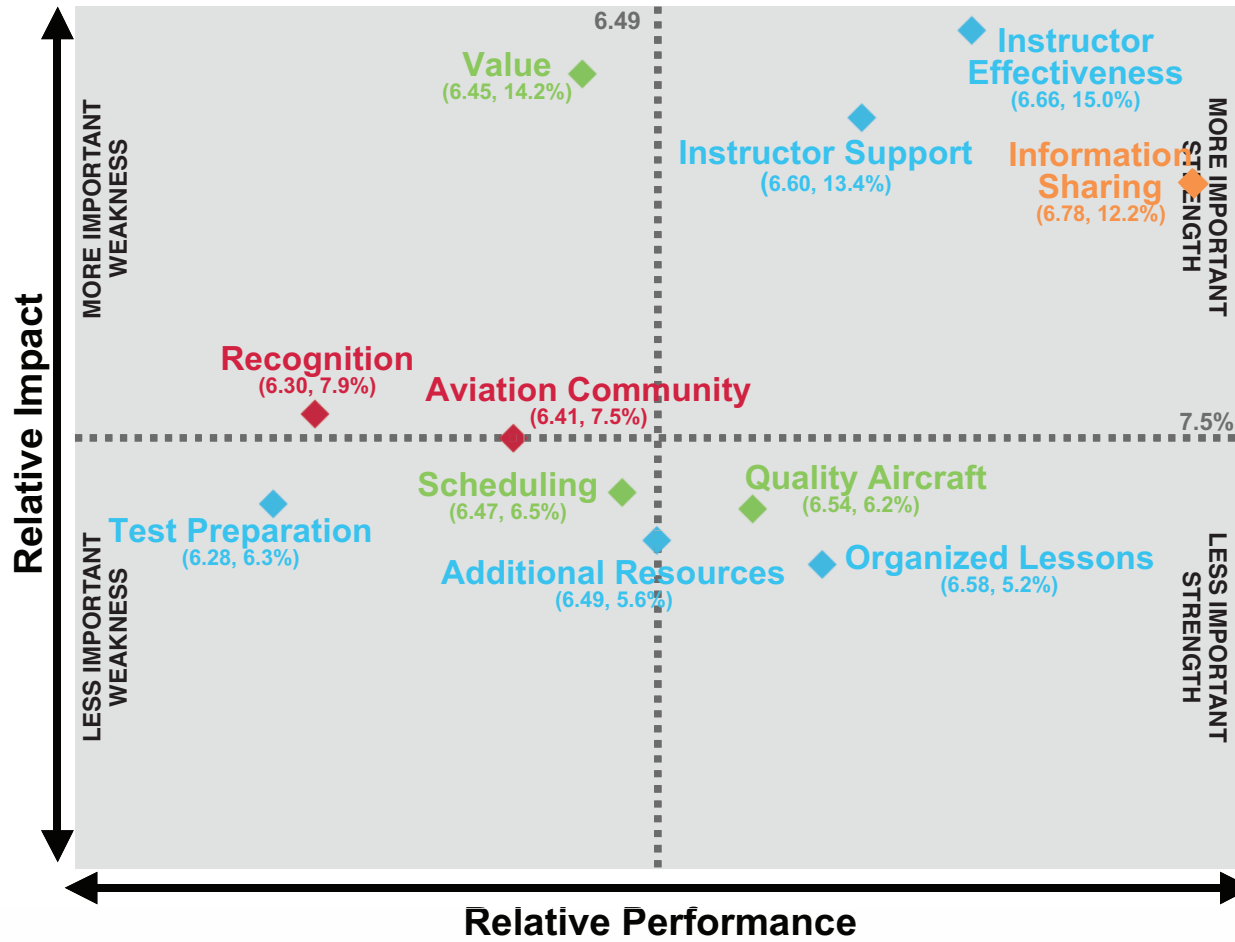 6.49
Value
(6.45, 14.2%)
Instructor
Effectiveness
(6.66, 15.0%)
Instructor Support
(6.60, 13.4%)
Information
Sharing
(6.78, 12.2%)
MORE IMPORTANT
WEAKNESS
MORE IMPORTANT
STRENGTH
Relative Impact
Recognition
(6.30, 7.9%)
Aviation Community
(6.41, 7.5%)
7.5%
Scheduling
(6.47, 6.5%)
Quality Aircraft
(6.54, 6.2%)
Test Preparation
(6.28, 6.3%)
Additional Resources
(6.49, 5.6%)
Organized Lessons
(6.58, 5.2%)
LESS IMPORTANT
WEAKNESS
LESS IMPORTANT
STRENGTH
Relative Performance